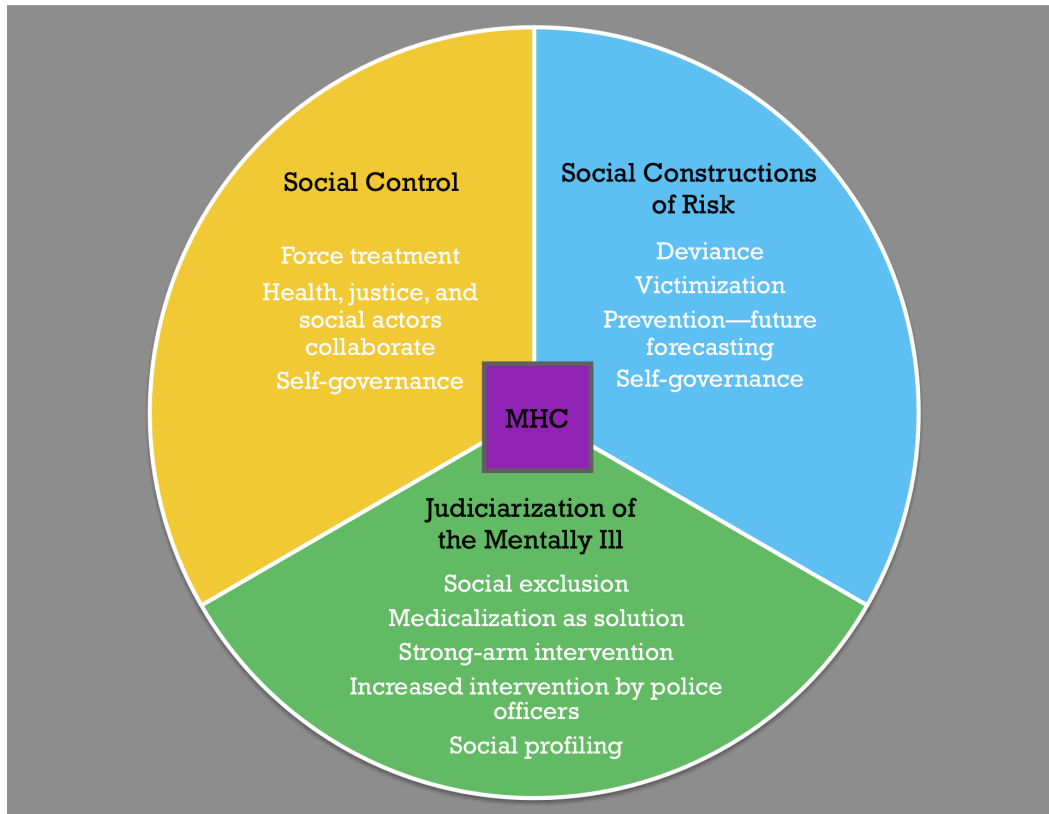 Social Control
Force treatment
Health, justice, and
social actors
collaborate
Self-governance
Social Constructions
of Risk
Deviance
Victimization
Prevention—future
forecasting
Self-governance
MHC
Judiciarization of
the Mentally Ill
Social exclusion
Medicalization as solution
Strong-arm intervention
Increased intervention by police
officers
Social profiling